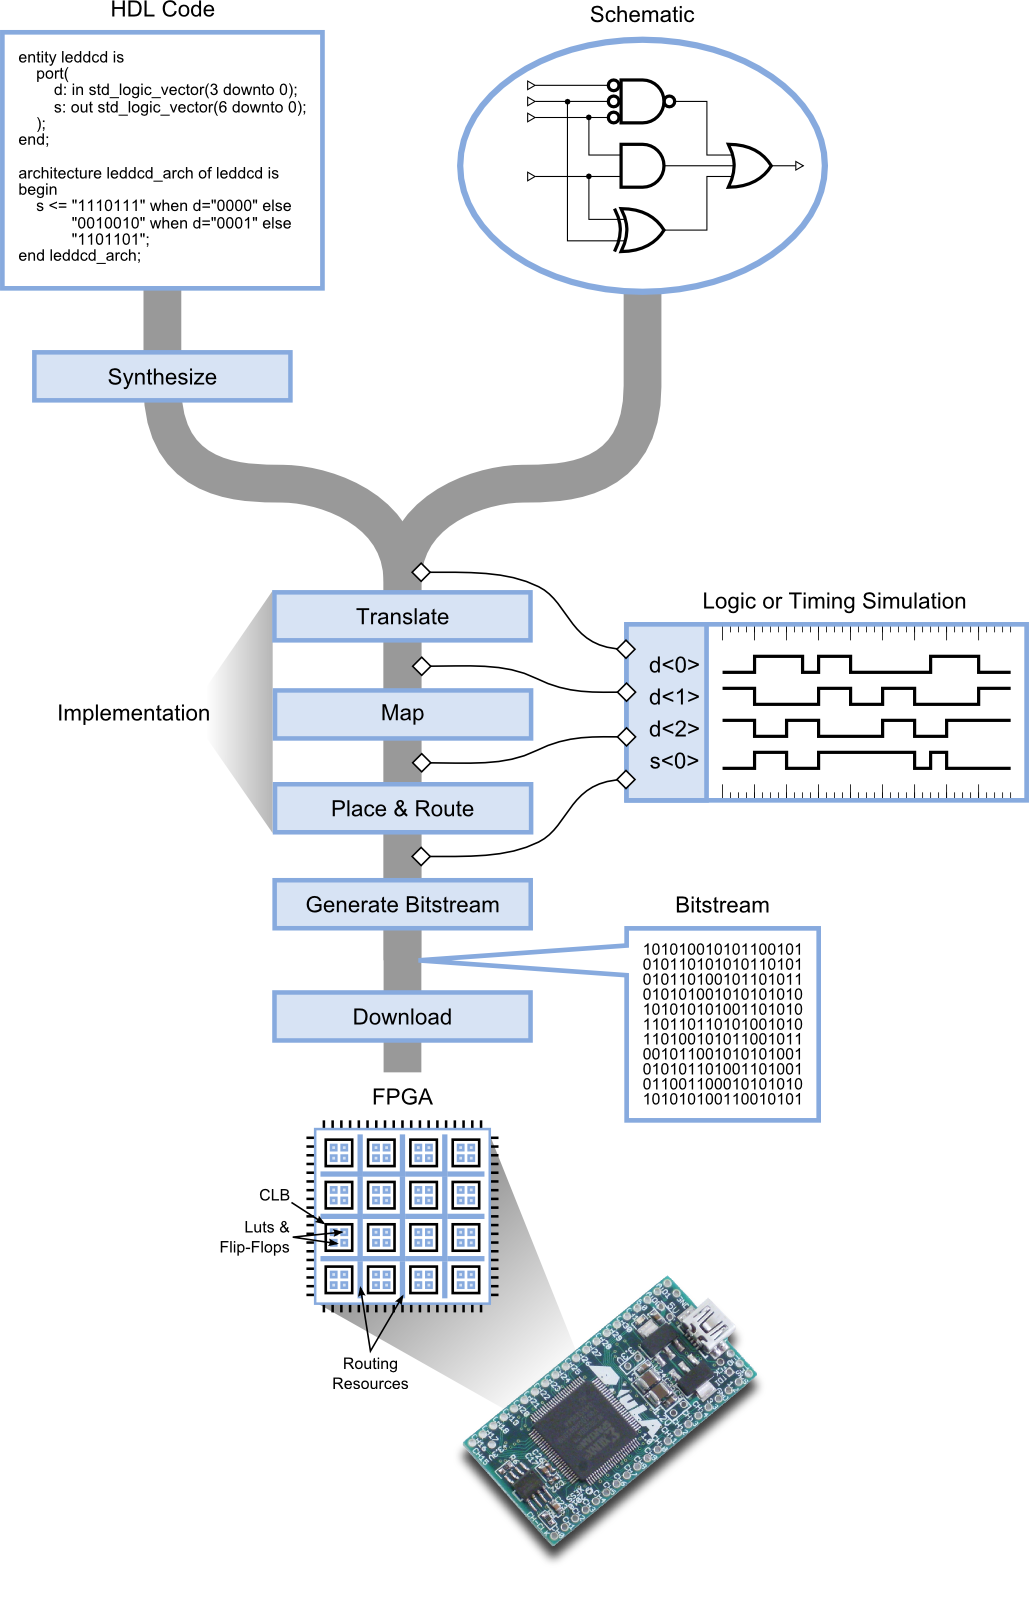 HDL Code
entity leddcd is
port(
d: in std_logic_vector(3 downto 0);
s: out std_logic_vector(6 downto 0);
);
end;
architecture leddcd_arch of leddcd is
begin
s <= "1110111" when d="0000" else
"0010010" when d="0001" else
"1101101";
end leddcd_arch;
Schematic
Synthesize
Translate
Implementation
Map
Place & Route
Logic or Timing Simulation
d<0>
d<1>
d<2>
s<0>
Generate Bitstream
Bitstream
101010010101100101
010110101010110101
010110100101101011
010101001010101010
101010101001101010
110110110101001010
110100101011001011
001011001010101001
010101101001101001
011001100010101010
101010100110010101
Download
FPGA
CLB
Luts &
Flip-Flops
Routing
Resources
XuLA